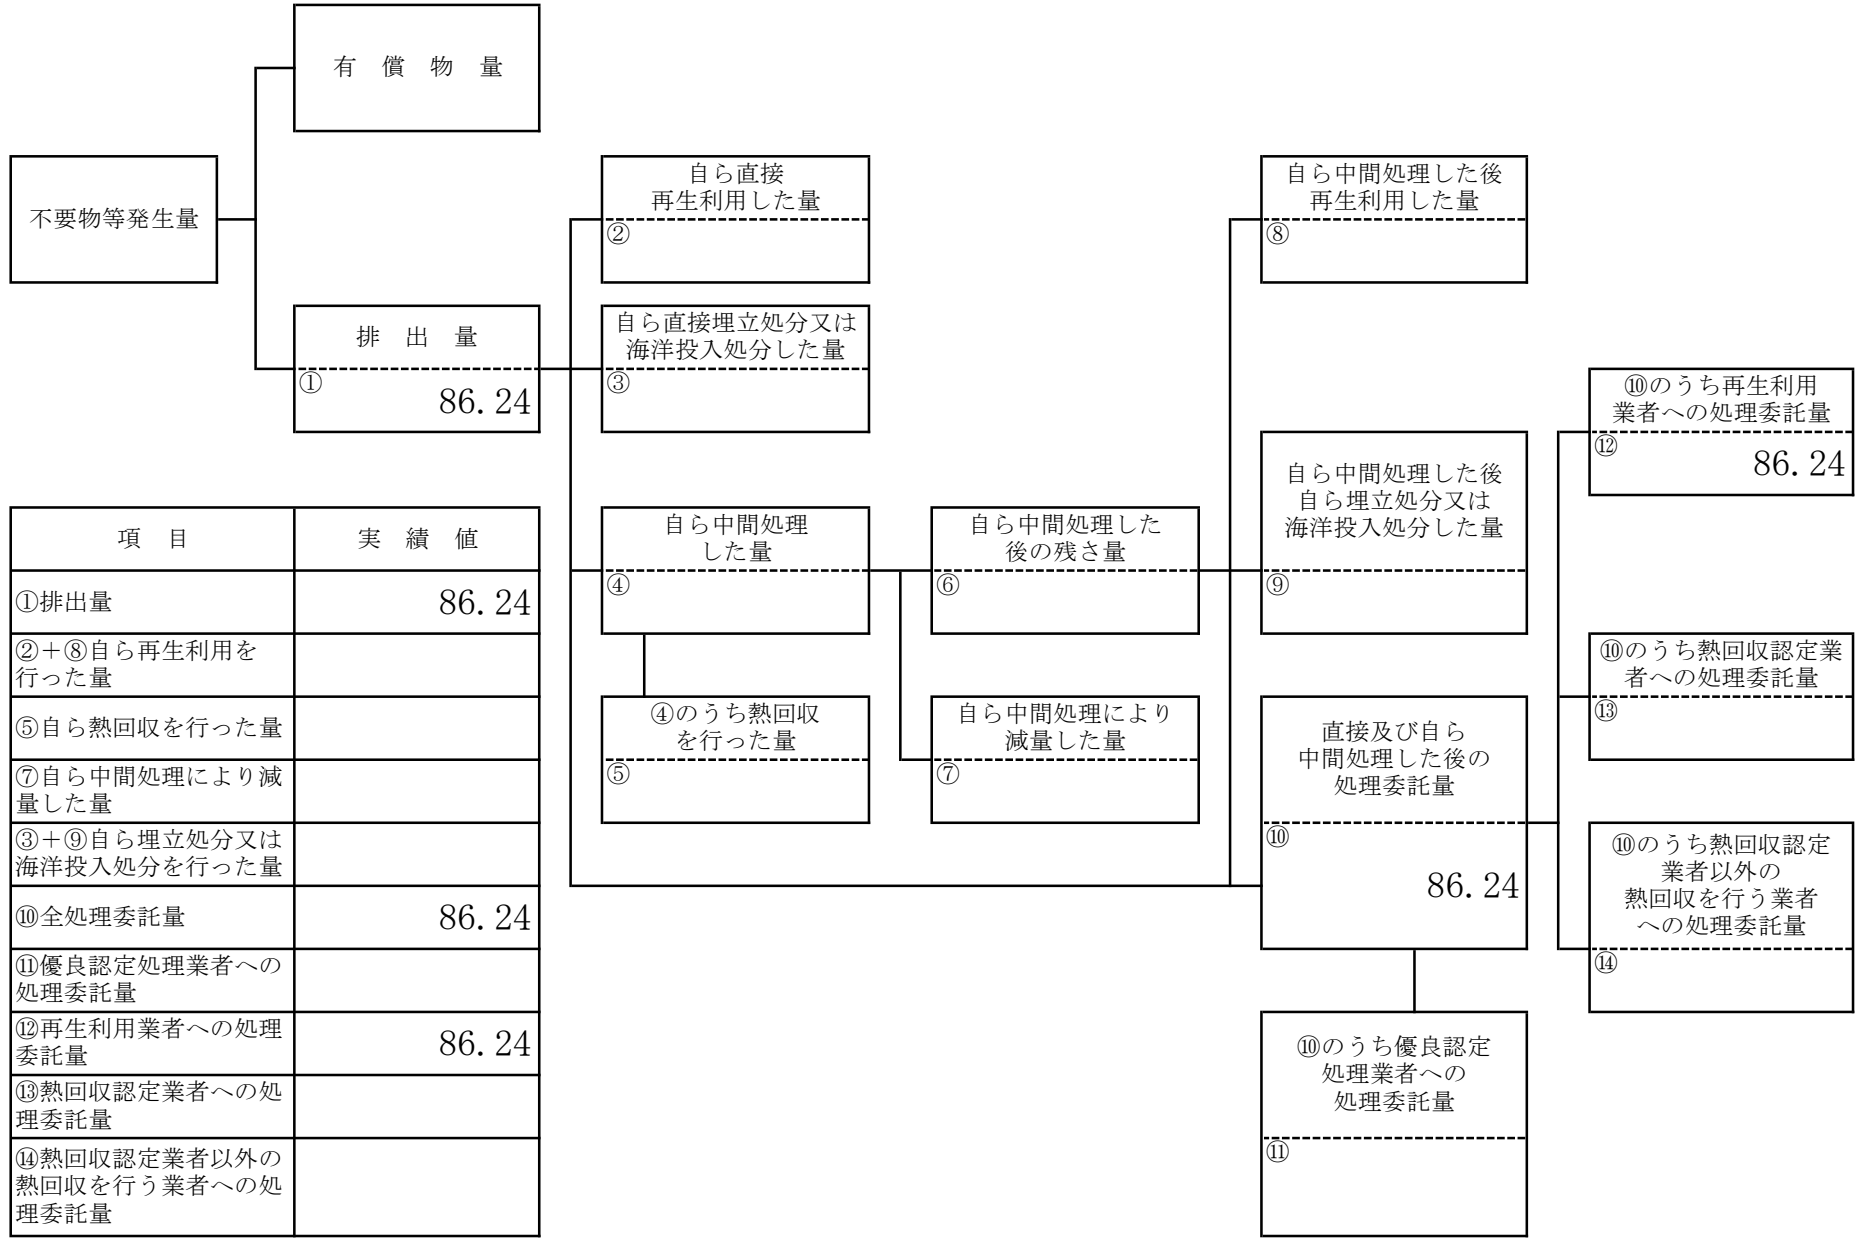 有　償　物　量
不要物等発生量
排　出　量
①
86.24
自ら直接
再生利用した量
②
自ら直接埋立処分又は
海洋投入処分した量
③
自ら中間処理
した量
④
④のうち熱回収
を行った量
⑤
自ら中間処理した
後の残さ量
⑥
自ら中間処理により
減量した量
⑦
自ら中間処理した後
再生利用した量
⑧
自ら中間処理した後
自ら埋立処分又は
海洋投入処分した量
⑨
直接及び自ら
中間処理した後の
処理委託量
⑩
86.24
⑩のうち優良認定
処理業者への
処理委託量
⑪
⑩のうち再生利用
業者への処理委託量
⑫
86.24
⑩のうち熱回収認定業
者への処理委託量
⑬
⑩のうち熱回収認定
業者以外の
熱回収を行う業者
への処理委託量
⑭
項　目　実　績　値
①排出量　86.24
②＋⑧自ら再生利用を
行った量
⑤自ら熱回収を行った量
⑦自ら中間処理により減
量した量
③＋⑨自ら埋立処分又は
海洋投入処分を行った量
⑩全処理委託量　86.24
⑪優良認定処理業者への
処理委託量
⑫再生利用業者への処理
委託量　86.24
⑬熱回収認定業者への処
理委託量
⑭熱回収認定業者以外の
熱回収を行う業者への処
理委託量